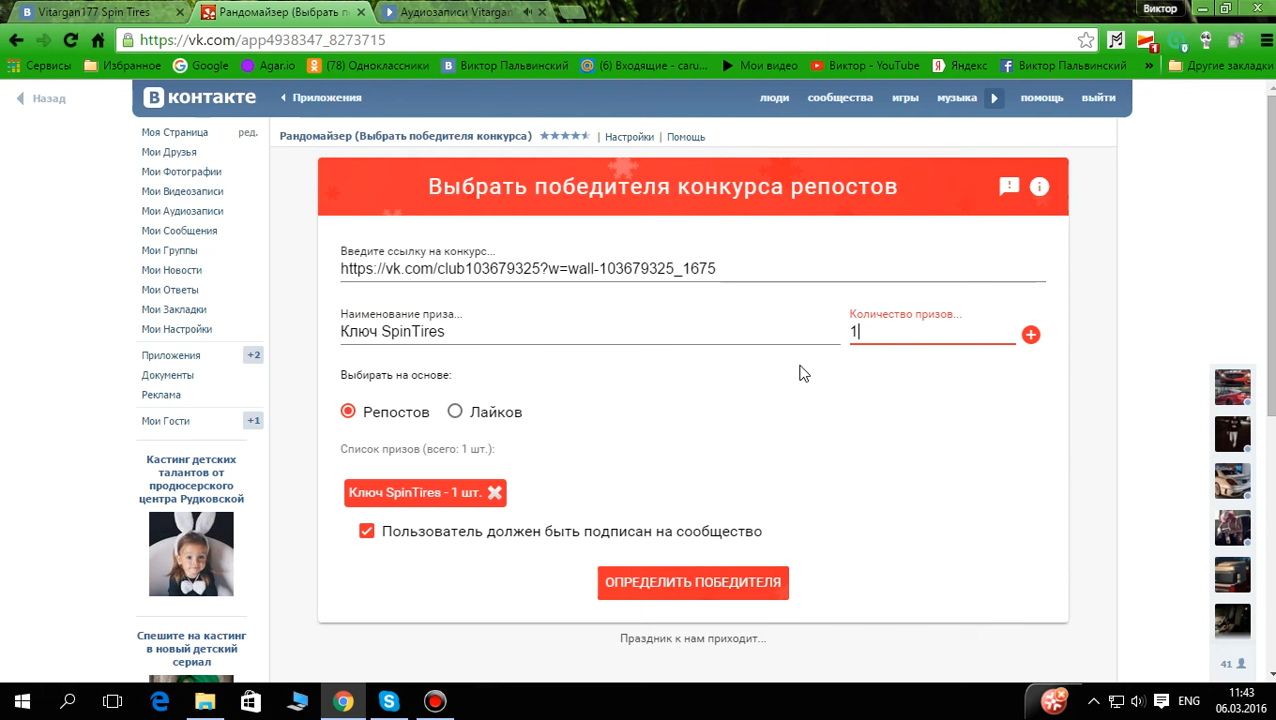 Vitargan177 Spin Tires
Рандомайзер (Выбрать по
Аудиозаписи Vitargan
Виктор
https://vk.com/app4938347_8273715
1
0
Сервисы
Избранное
Google
Agar.io
(78) Одноклассники
Виктор Пальвинский
(6) Входящие - caru...
Мои видео
Виктор - YouTube
Яндекс
Виктор Пальвинский
»
Другие закладки
Назад
В контакте
Приложения
люди
сообщества
игры
музыка
помощь
выйти
Моя Страница
ред.
Мои Друзья
Мои Фотографии
Мои Видеозаписи
Мои Аудиозаписи
Мои Сообщения
Мои Группы
Мои Новости
Мои Ответы
Мои Закладки
Мои Настройки
Приложения
+2
Документы
Реклама
Мои Гости
+1
Кастинг детских
талантов от
продюсерского
центра Рудковской
Спешите на кастинг
в новый детский
сериал
Рандомайзер (Выбрать победителя конкурса)
| Настройки | Помощь
Выбрать победителя конкурса репостов
Введите ссылку на конкурс...
https://vk.com/club103679325?w=wall-103679325_1675
Наименование приза...
Количество призов...
Ключ SpinTires
1
Выбирать на основе:
Репостов
Лайков
Список призов (всего: 1 шт.):
Ключ SpinTires - 1 шт.
Пользователь должен быть подписан на сообщество
ОПРЕДЕЛИТЬ ПОБЕДИТЕЛЯ
Праздник к нам приходит...
41
ENG
11:43
06.03.2016